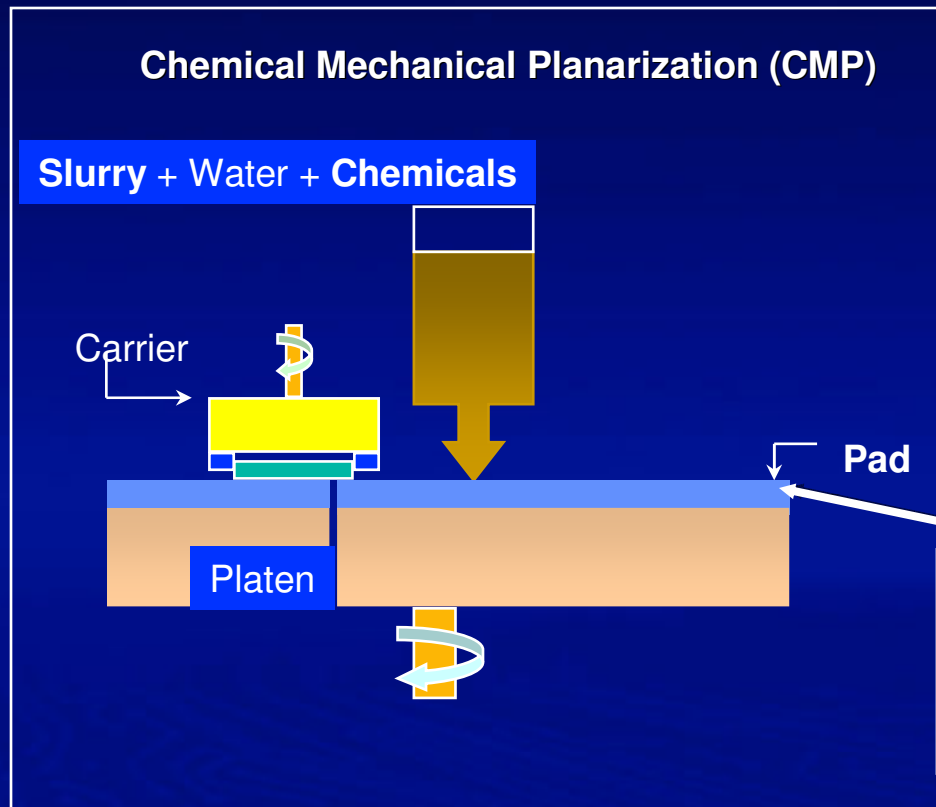 Chemical Mechanical Planarization (CMP)
Slurry + Water + Chemicals
Carrier
Pad
Platen